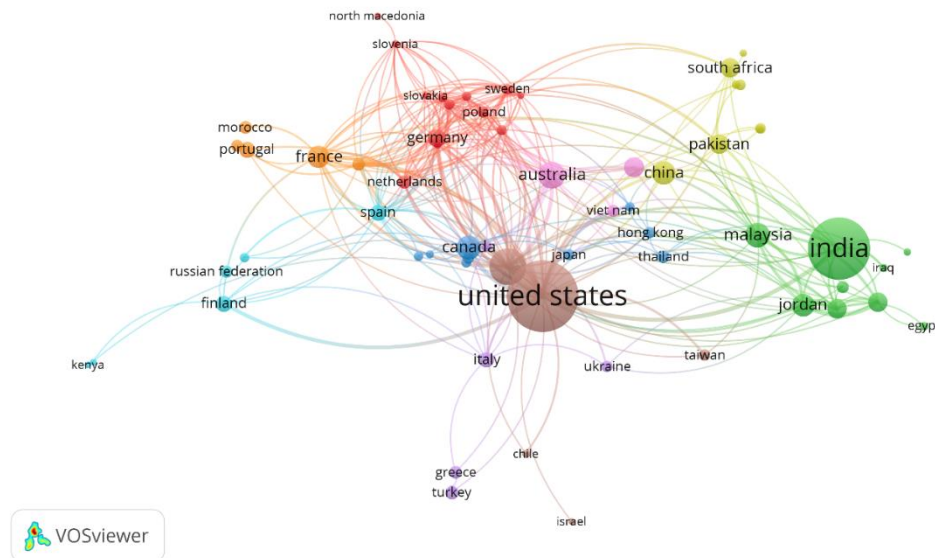 north macedonia
slovenia
south africa
slovakia
sweden
poland
morocco
germany
pakistan
portugal
france
australia
china
netherlands
spain
viet nam
hong kong
malaysia
india
canada
japan
thailand
russian federation
iraq
united states
finland
jordan
egyp
italy
taiwan
kenya
ukraine
chile
greece
turkey
israel
VOSviewer